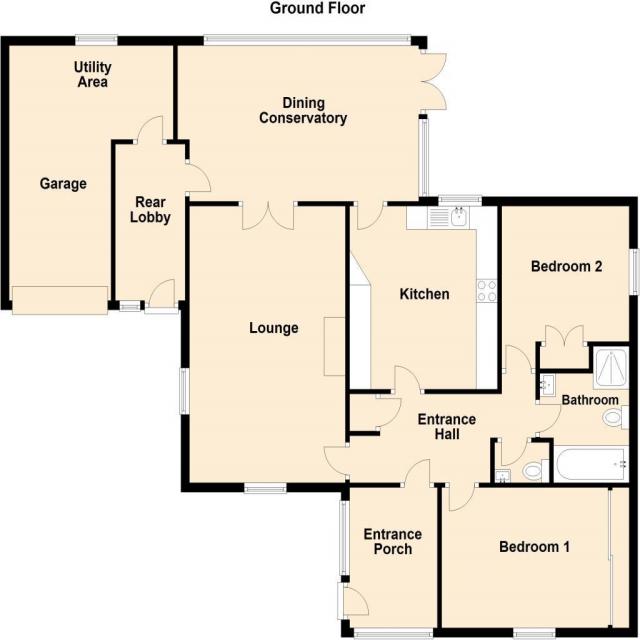 Ground Floor
Utility
Area
Dining
Conservatory
Garage
Rear
Lobby
Bedroom 2
Kitchen
Lounge
Bathroom
Entrance
Hall
Entrance
Porch
Bedroom 1